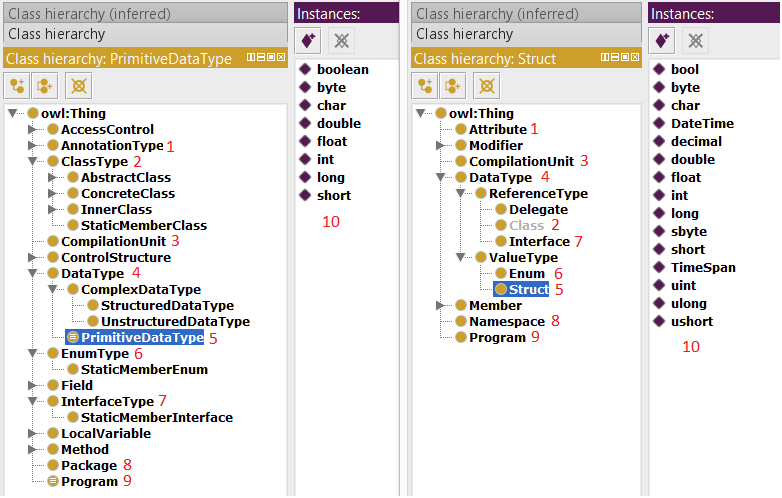 Class hierarchy (inferred)
Class hierarchy
Class hierarchy: PrimitiveDataType
owl:Thing
AccessControl
AnnotationType 1
ClassType 2
AbstractClass
ConcreteClass
InnerClass
StaticMemberClass
CompilationUnit 3
ControlStructure
DataType 4
ComplexDataType
StructuredDataType
UnstructuredDataType
PrimitiveDataType 5
EnumType 6
StaticMemberEnum
Field
InterfaceType 7
StaticMemberInterface
LocalVariable
Method
Package 8
Program 9
Instances:
boolean
byte
char
double
float
int
long
short
10
Class hierarchy (inferred)
Class hierarchy
Class hierarchy: Struct
owl:Thing
Attribute 1
Modifier
CompilationUnit 3
DataType 4
ReferenceType
Delegate
Class 2
Interface 7
ValueType
Enum 6
Struct 5
Member
Namespace 8
Program 9
Instances:
bool
byte
char
DateTime
decimal
double
float
int
long
sbyte
short
TimeSpan
uint
ulong
ushort
10